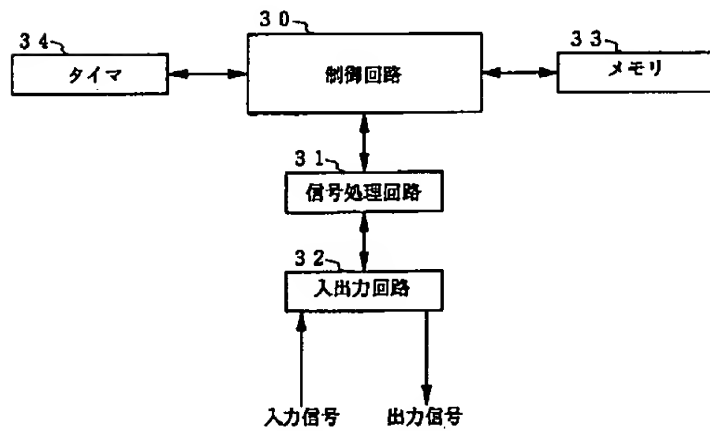 30
制御回路
34
タイマ
33
メモリ
31
信号処理回路
32
入出力回路
入力信号
出力信号